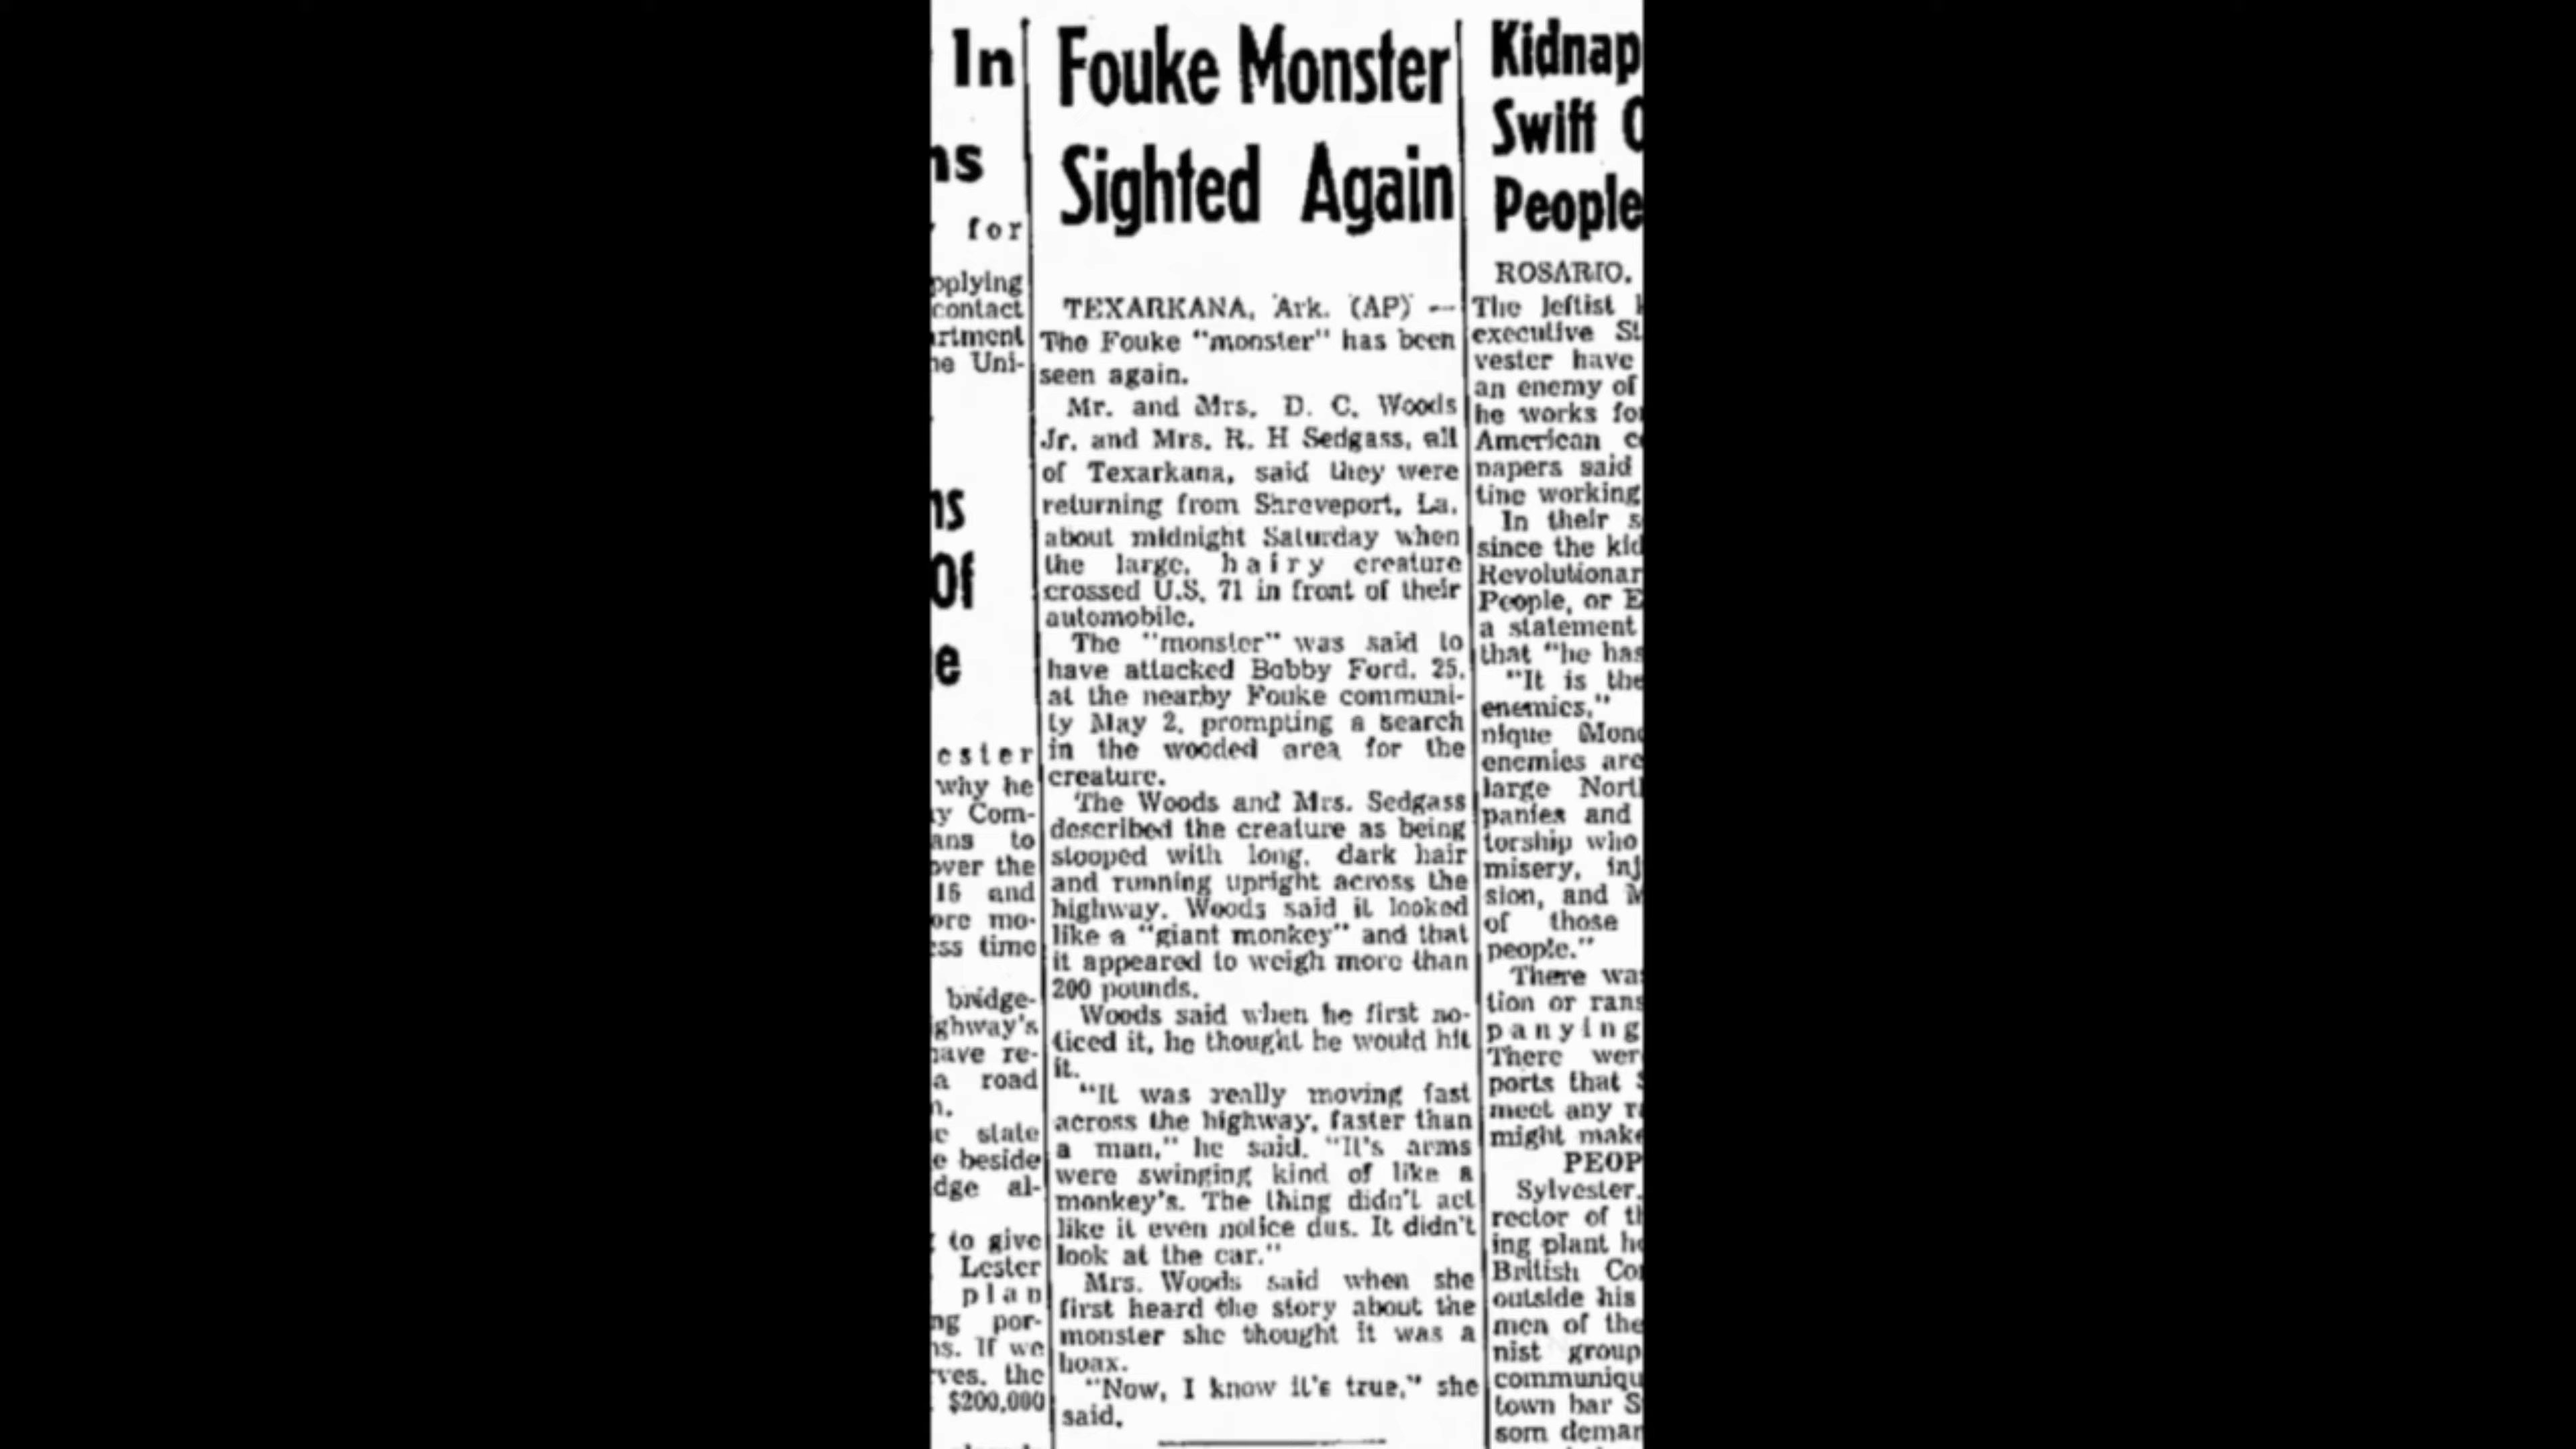 In
ns
for
pplying
contact
artment
he Uni-
ns
Of
e
ester
why he
ry Com-
ans to
over the
15 and
ore mo-
ess time
bridge-
ighway's
have re-
a road
n.
e state
e beside
dge al-
to give
Lester
plan
ng por-
ns. If we
rves, the
$200,000
Fouke Monster
Sighted Again
TEXARKANA, Ark. (AP) —
The Fouke "monster" has been
seen again.
Mr. and Mrs. D. C. Woods
Jr. and Mrs. R. H Sedgass, all
of Texarkana, said they were
returning from Shreveport, La.
about midnight Saturday when
the large, hairy creature
crossed U.S. 71 in front of their
automobile.
The "monster" was said to
have attacked Bobby Ford, 25,
at the nearby Fouke communi-
ty May 2, prompting a search
in the wooded area for the
creature.
The Woods and Mrs. Sedgass
described the creature as being
stooped with long, dark hair
and running upright across the
highway. Woods said it looked
like a "giant monkey" and that
it appeared to weigh more than
200 pounds.
Woods said when he first no-
ticed it, he thought he would hit
it.
"It was really moving fast
across the highway, faster than
a man," he said. "It's arms
were swinging kind of like a
monkey's. The thing didn't act
like it even notice dus. It didn't
look at the car."
Mrs. Woods said when she
first heard the story about the
monster she thought it was a
hoax.
"Now, I know it's true," she
said.
Kidnap
Swift
People
ROSARIO,
The leftist
executive St
vester have
an enemy of
he works for
American c
papers said
tine working
In their s
since the kid
Revolutionar
People, or E
a statement
that "he has
"It is the
enemies,"
nique Mon
enemies are
large Nort
panies and
torship who
misery, inj
sion, and M
of those
people."
There was
tion or rans
panying
There wer
ports that S
meet any r
might make
PEOP
Sylvester,
rector of th
ing plant he
British Co
outside his
men of the
nist group
communiqu
town bar S
som deman